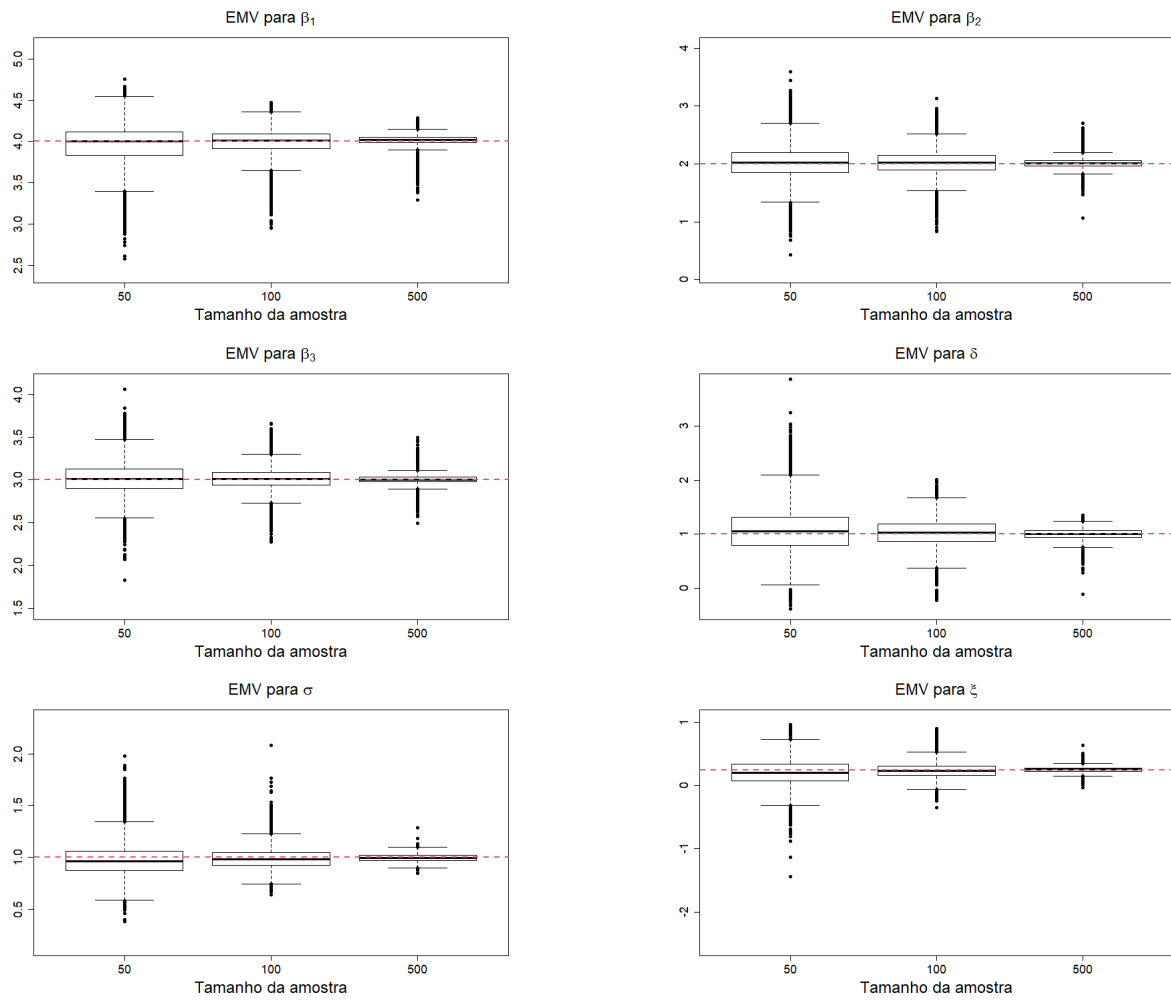 EMV para β1
5.0
4.5
4.0
3.5
3.0
2.5
50 100 500
Tamanho da amostra
EMV para β2
4
3
2
1
0
50 100 500
Tamanho da amostra
EMV para β3
4.0
3.5
3.0
2.5
2.0
1.5
50 100 500
Tamanho da amostra
EMV para δ
3
2
1
0
50 100 500
Tamanho da amostra
EMV para σ
2.0
1.5
1.0
0.5
50 100 500
Tamanho da amostra
EMV para ξ
1
0
-1
-2
50 100 500
Tamanho da amostra